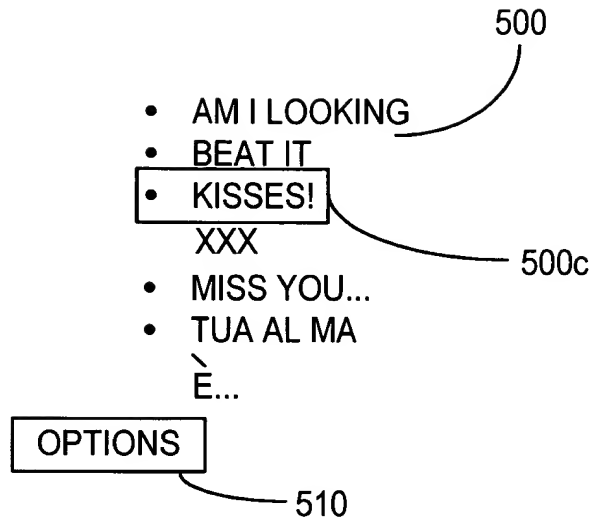 500
• AM I LOOKING
• BEAT IT
• KISSES!
XXX
500c
• MISS YOU...
• TUA AL MA
È...
OPTIONS
510